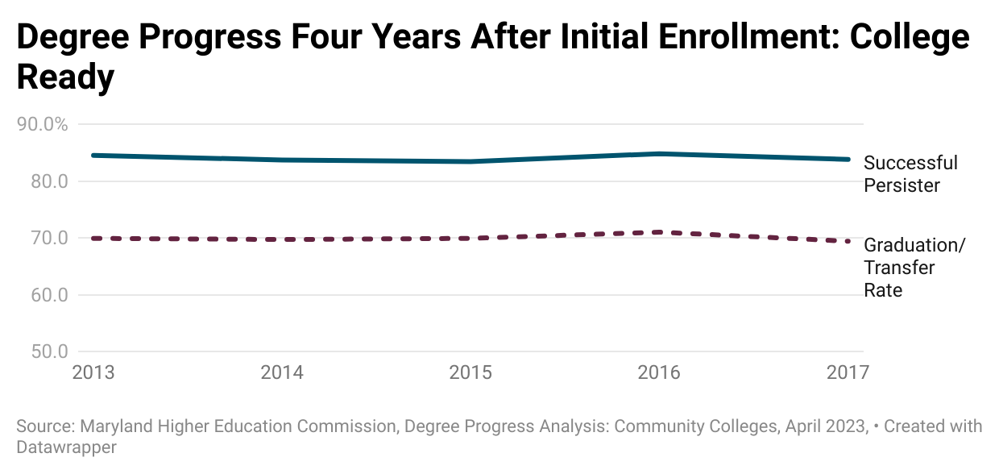 Degree Progress Four Years After Initial Enrollment: College
Ready
90.0%
80.0
70.0
60.0
50.0
Successful
Persister
Graduation/
Transfer
Rate
2013 2014 2015 2016 2017
Source: Maryland Higher Education Commission, Degree Progress Analysis: Community Colleges, April 2023, • Created with
Datawrapper